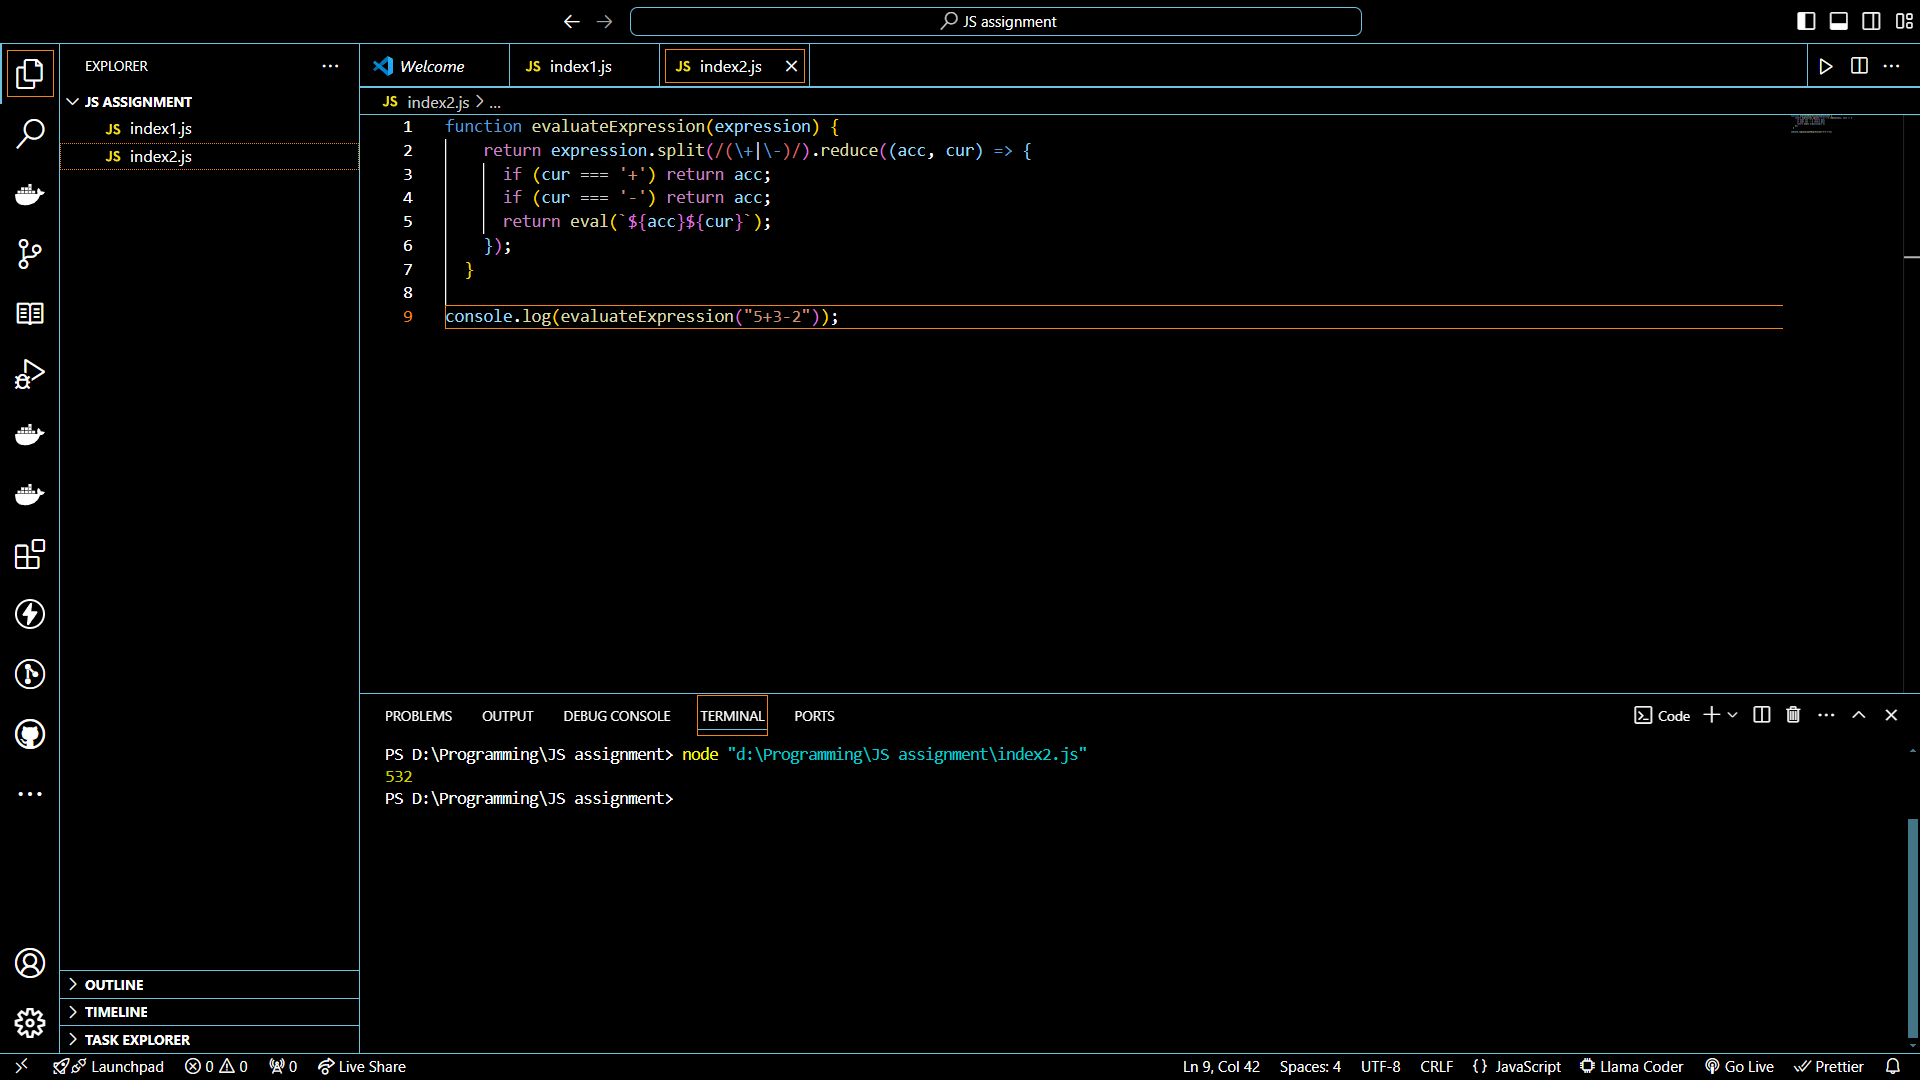 JS assignment
EXPLORER
JS ASSIGNMENT
JS index1.js
JS index2.js
OUTLINE
TIMELINE
TASK EXPLORER
Welcome
JS index1.js
JS index2.js
JS index2.js > ...
1 function evaluateExpression(expression) {
2 return expression.split(/(\+|\-)/).reduce((acc, cur) => {
3 if (cur === '+') return acc;
4 if (cur === '-') return acc;
5 return eval(`${acc}${cur}`);
6 });
7 }
8
9 console.log(evaluateExpression("5+3-2"));
PROBLEMS OUTPUT DEBUG CONSOLE TERMINAL PORTS Code
PS D:\Programming\JS assignment> node "d:\Programming\JS assignment\index2.js"
532
PS D:\Programming\JS assignment>
Launchpad 0 0 0 Live Share Ln 9, Col 42 Spaces: 4 UTF-8 CRLF {} JavaScript Llama Coder Go Live Prettier